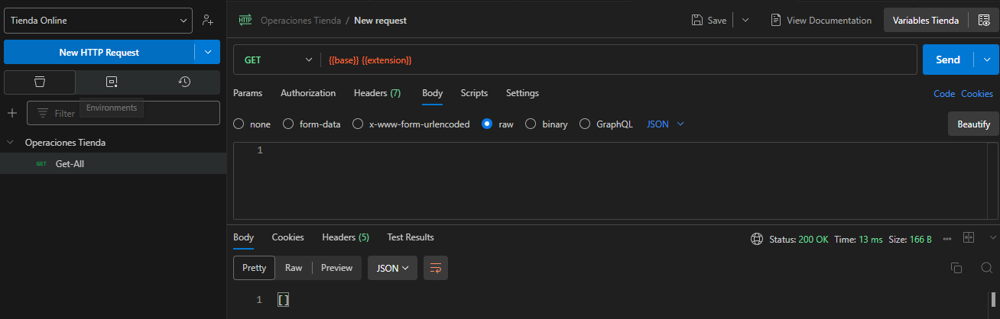 Tienda Online
Operaciones Tienda / New request
Save
View Documentation
Variables Tienda
New HTTP Request
GET
{{base}} {{extension}}
Send
Params Authorization Headers (7) Body Scripts Settings
Code Cookies
Environments
Filter
none form-data x-www-form-urlencoded raw binary GraphQL JSON
Beautify
Operaciones Tienda
GET Get-All
1
Body Cookies Headers (5) Test Results
Status: 200 OK Time: 13 ms Size: 166 B
Pretty Raw Preview JSON
1 []